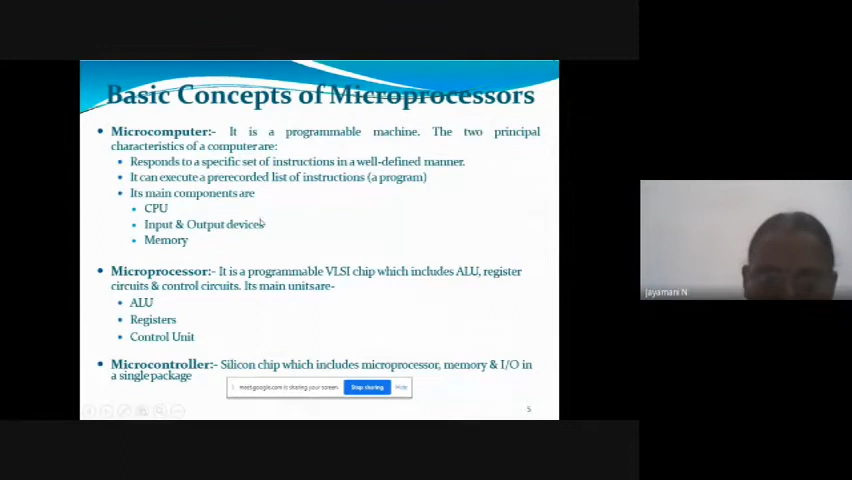 Basic Concepts of Microprocessors
• Microcomputer:- It is a programmable machine. The two principal
characteristics of a computer are:
• Responds to a specific set of instructions in a well-defined manner.
• It can execute a prerecorded list of instructions (a program)
• Its main components are
• CPU
• Input & Output devices
• Memory
• Microprocessor:- It is a programmable VLSI chip which includes ALU, register
circuits & control circuits. Its main units are-
• ALU
• Registers
• Control Unit
• Microcontroller:- Silicon chip which includes microprocessor, memory & I/O in
a single package
meet.google.com is sharing your screen. Stop sharing Hide
5
Jayamani N